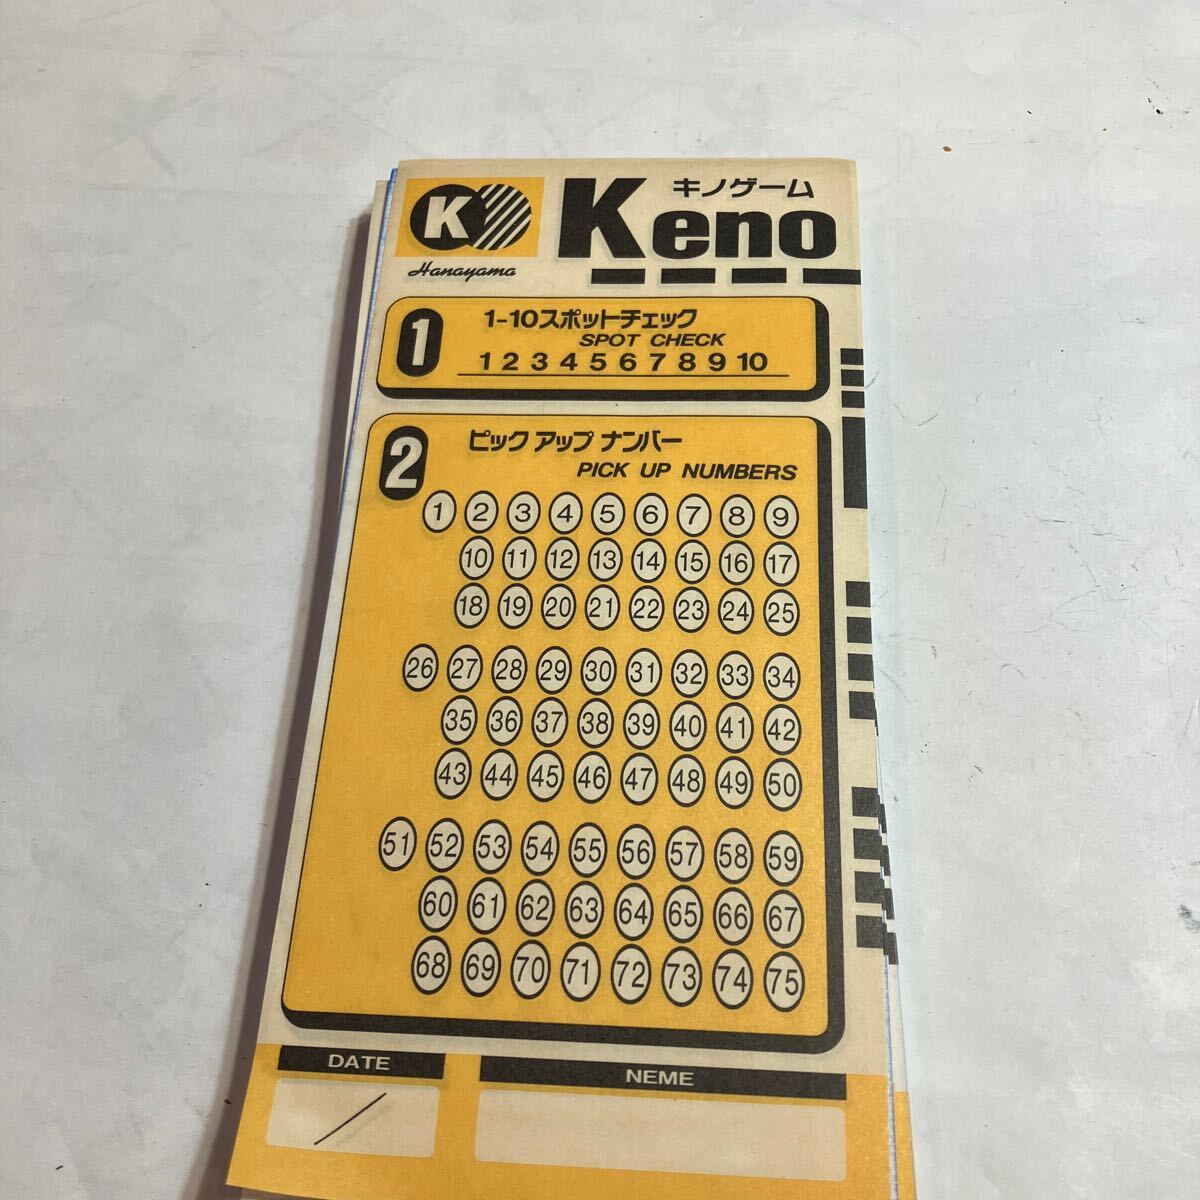 K
Hanayama
キノゲーム
Keno
1
1-10スポットチェック
SPOT CHECK
1 2 3 4 5 6 7 8 9 10
2
ピック アップ ナンバー
PICK UP NUMBERS
1 2 3 4 5 6 7 8 9
10 11 12 13 14 15 16 17
18 19 20 21 22 23 24 25
26 27 28 29 30 31 32 33 34
35 36 37 38 39 40 41 42
43 44 45 46 47 48 49 50
51 52 53 54 55 56 57 58 59
60 61 62 63 64 65 66 67
68 69 70 71 72 73 74 75
DATE
/
NEME